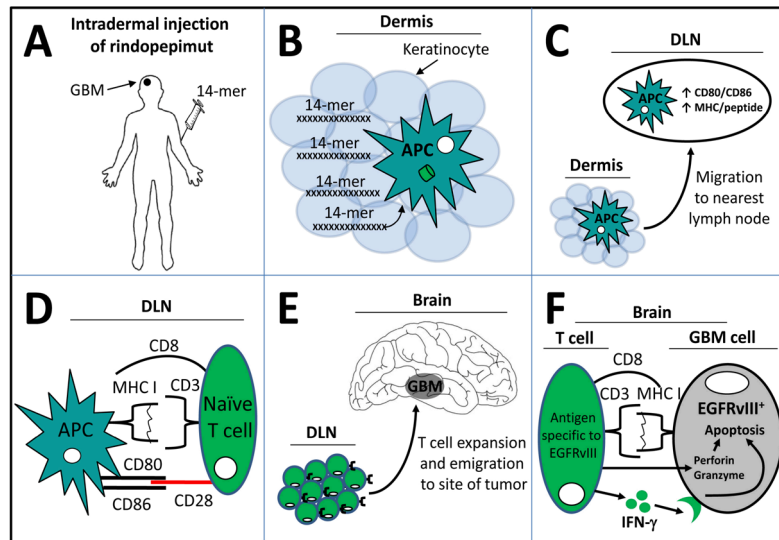 A
Intradermal injection
of rindopepimut
GBM
14-mer
B
Dermis
Keratinocyte
14-mer
xxxxxxxxxxxxxx
14-mer
xxxxxxxxxxxxxx
14-mer
xxxxxxxxxxxxxx
14-mer
xxxxxxxxxxxxxx
APC
C
DLN
APC
↑ CD80/CD86
↑ MHC/peptide
Dermis
APC
Migration
to nearest
lymph node
D
DLN
CD8
MHC I
CD3
APC
Naïve
T cell
CD80
CD86
CD28
E
Brain
GBM
DLN
T cell expansion
and emigration
to site of tumor
F
Brain
T cell
GBM cell
CD8
CD3
MHC I
Antigen
specific to
EGFRvIII
EGFRvIII⁺
Apoptosis
Perforin
Granzyme
IFN-γ